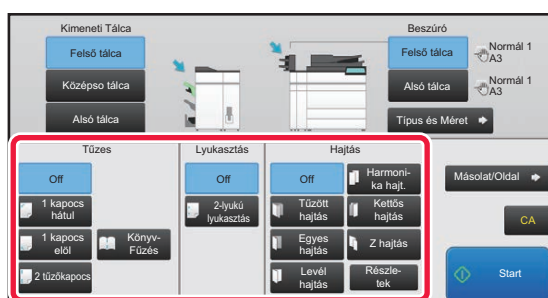 Kimeneti Tálca
Beszúró
Felső tálca
Középso tálca
Alsó tálca
Felső tálca
Normál 1
A3
Alsó tálca
Normál 1
A3
Típus és Méret
Tűzes
Lyukasztás
Hajtás
Off
1 kapocs
hátul
1 kapocs
elöl
2 tűzőkapocs
Könyv-
Fűzés
Off
2-lyukú
lyukasztás
Off
Tűzött
hajtás
Egyes
hajtás
Levél
hajtás
Harmoni-
ka hajt.
Kettős
hajtás
Z hajtás
Részle-
tek
Másolat/Oldal
CA
Start